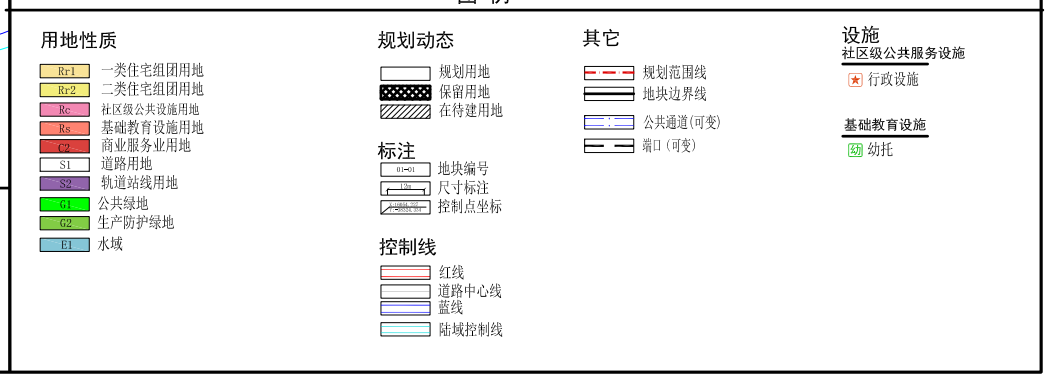 图 例
用地性质
Rr1 一类住宅组团用地
Rr2 二类住宅组团用地
Rc 社区级公共设施用地
Rs 基础教育设施用地
C2 商业服务业用地
S1 道路用地
S2 轨道站线用地
G1 公共绿地
G2 生产防护绿地
E1 水域
规划动态
规划用地
保留用地
在待建用地
标注
01-01 地块编号
12m 尺寸标注
控制点坐标
控制线
红线
道路中心线
蓝线
陆域控制线
其它
规划范围线
地块边界线
公共通道(可变)
端口(可变)
设施
社区级公共服务设施
行政设施
基础教育设施
幼 幼托